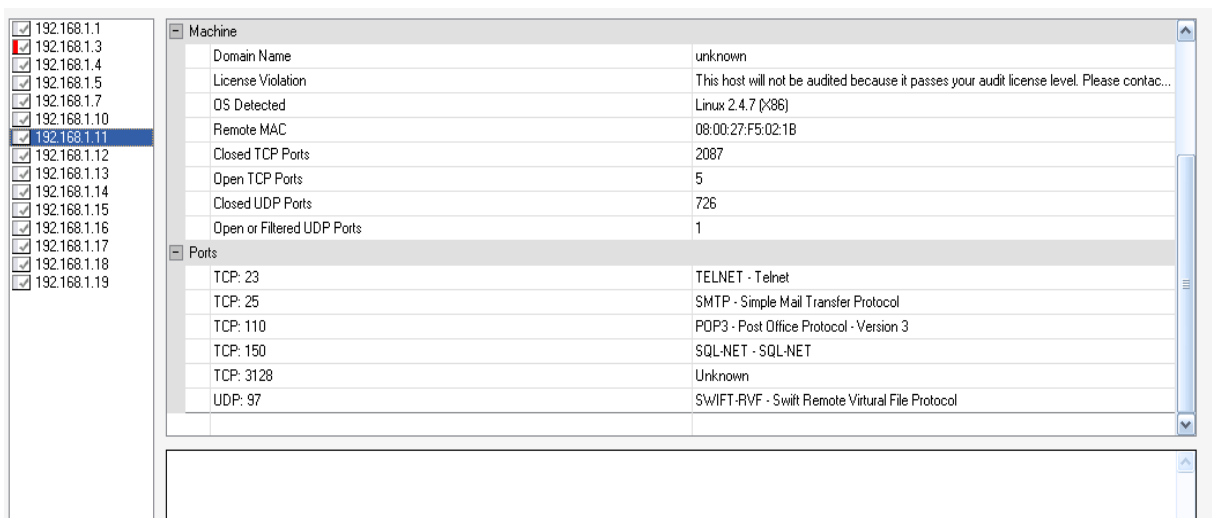 192.168.1.1
192.168.1.3
192.168.1.4
192.168.1.5
192.168.1.7
192.168.1.10
192.168.1.11
192.168.1.12
192.168.1.13
192.168.1.14
192.168.1.15
192.168.1.16
192.168.1.17
192.168.1.18
192.168.1.19
Machine
Domain Name unknown
License Violation This host will not be audited because it passes your audit license level. Please contac...
OS Detected Linux 2.4.7 (X86)
Remote MAC 08:00:27:F5:02:1B
Closed TCP Ports 2087
Open TCP Ports 5
Closed UDP Ports 726
Open or Filtered UDP Ports 1
Ports
TCP: 23 TELNET - Telnet
TCP: 25 SMTP - Simple Mail Transfer Protocol
TCP: 110 POP3 - Post Office Protocol - Version 3
TCP: 150 SQL-NET - SQL-NET
TCP: 3128 Unknown
UDP: 97 SWIFT-RVF - Swift Remote Virtural File Protocol